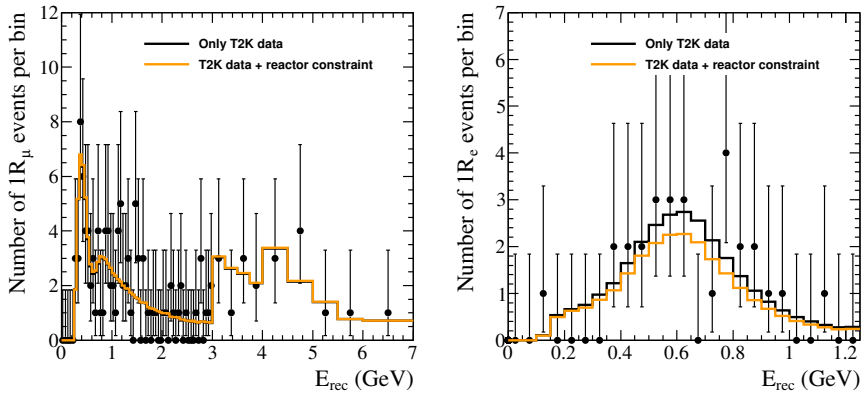 Number of 1Rμ events per bin
12
10
8
6
4
2
0
Only T2K data
T2K data + reactor constraint
0 1 2 3 4 5 6 7
E_rec (GeV)
Number of 1R_e events per bin
7
6
5
4
3
2
1
0
Only T2K data
T2K data + reactor constraint
0 0.2 0.4 0.6 0.8 1 1.2
E_rec (GeV)